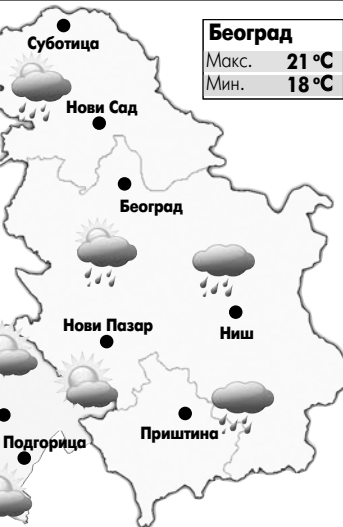 Суботица
Београд
Макс. 21 °C
Мин. 18 °C
Нови Сад
Београд
Нови Пазар
Ниш
Приштина
Подгорица